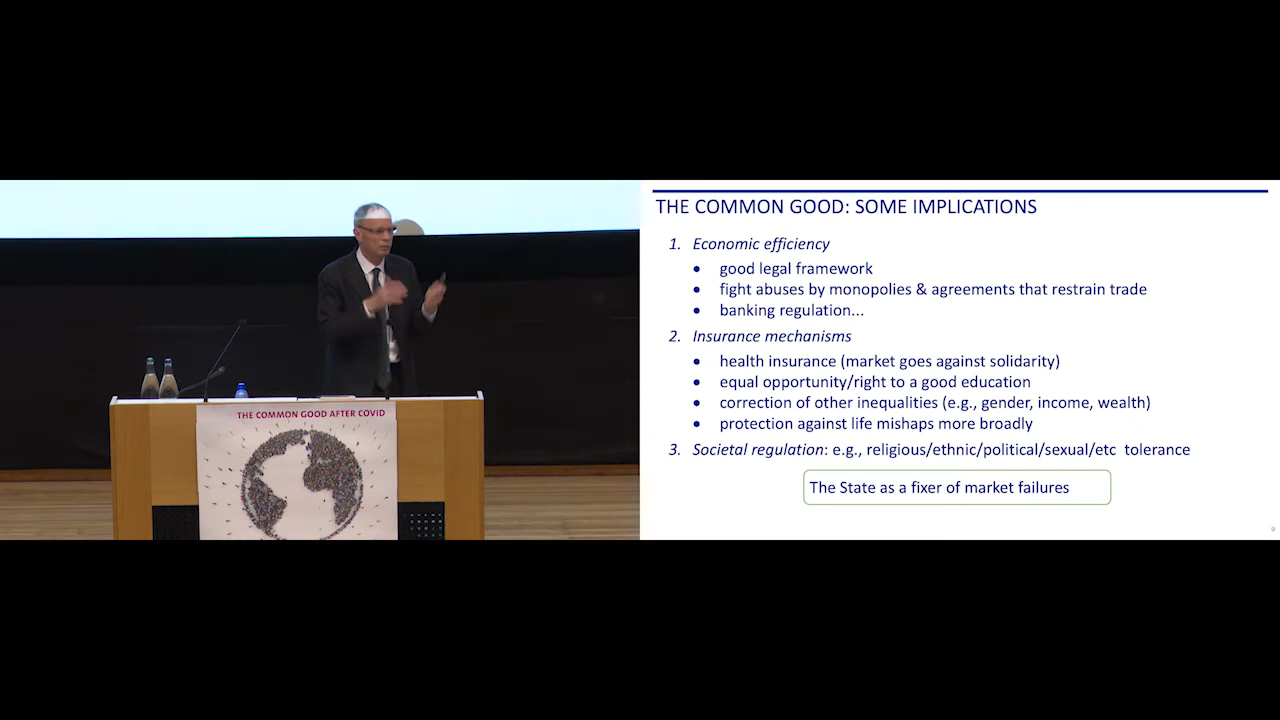 THE COMMON GOOD AFTER COVID
THE COMMON GOOD: SOME IMPLICATIONS
1. Economic efficiency
• good legal framework
• fight abuses by monopolies & agreements that restrain trade
• banking regulation...
2. Insurance mechanisms
• health insurance (market goes against solidarity)
• equal opportunity/right to a good education
• correction of other inequalities (e.g., gender, income, wealth)
• protection against life mishaps more broadly
3. Societal regulation: e.g., religious/ethnic/political/sexual/etc tolerance
The State as a fixer of market failures
9